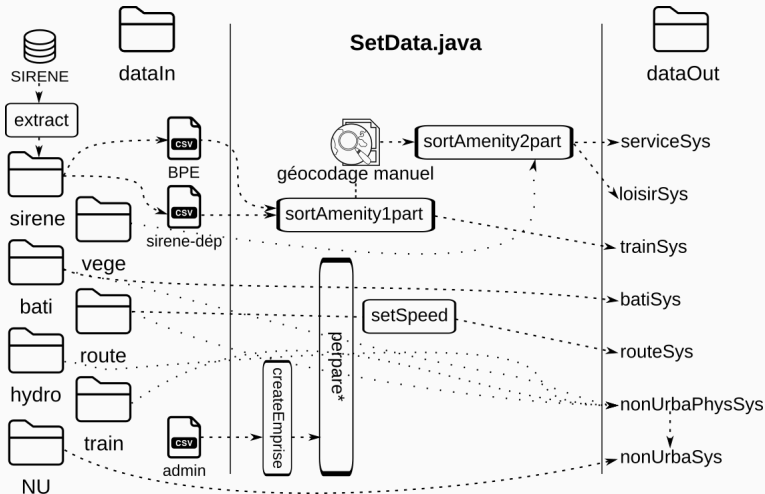 SetData.java
dataIn
dataOut
SIRENE
extract
CSV
BPE
sirene
CSV
sirene-dép
vege
bati
route
hydro
train
CSV
admin
NU
géocodage manuel
sortAmenity2part
sortAmenity1part
perpare*
setSpeed
createEmprise
serviceSys
loisirSys
trainSys
batiSys
routeSys
nonUrbaPhysSys
nonUrbaSys